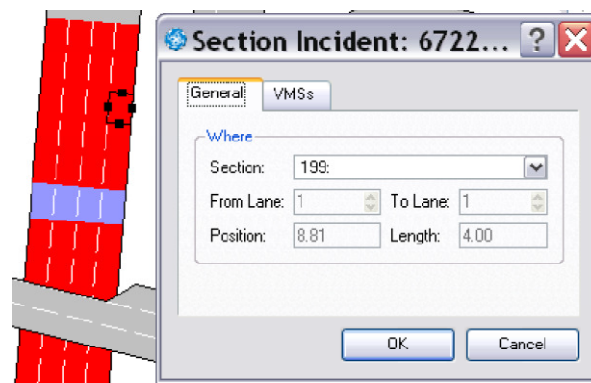 Section Incident: 6722...
General VMSs
Where
Section: 199:
From Lane: 1 To Lane: 1
Position: 8.81 Length: 4.00
OK Cancel